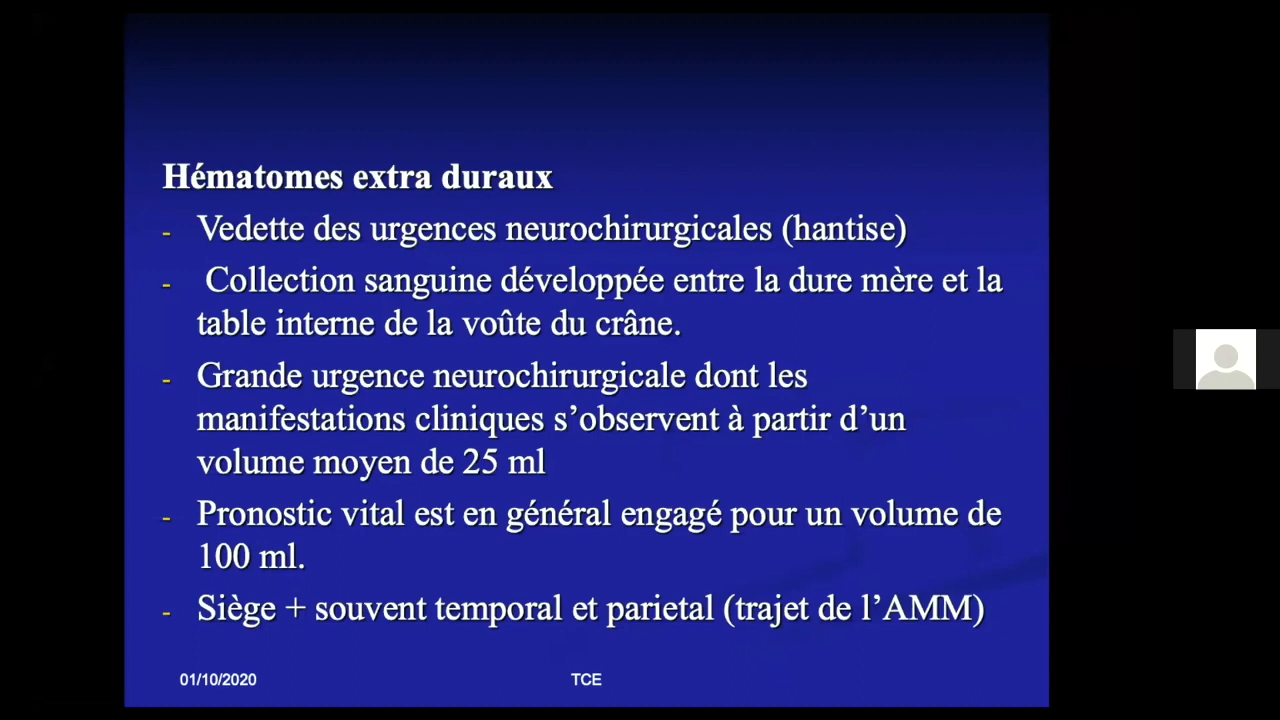 Hématomes extra duraux
- Vedette des urgences neurochirurgicales (hantise)
- Collection sanguine développée entre la dure mère et la
table interne de la voûte du crâne.
- Grande urgence neurochirurgicale dont les
manifestations cliniques s’observent à partir d’un
volume moyen de 25 ml
- Pronostic vital est en général engagé pour un volume de
100 ml.
- Siège + souvent temporal et parietal (trajet de l’AMM)
01/10/2020 TCE